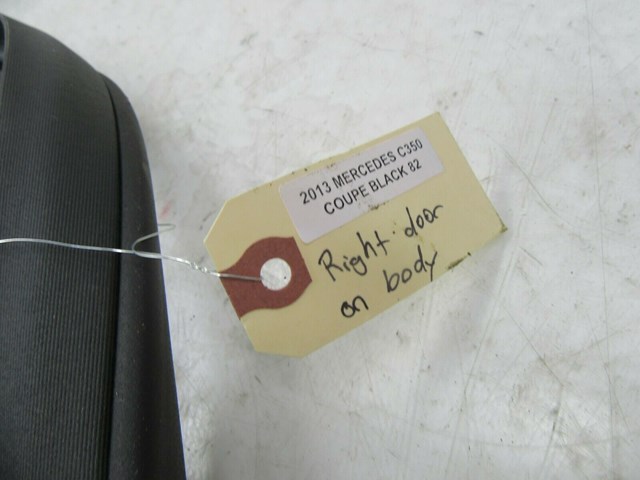 2013 MERCEDES C350
COUPE BLACK 82
Right door
on body